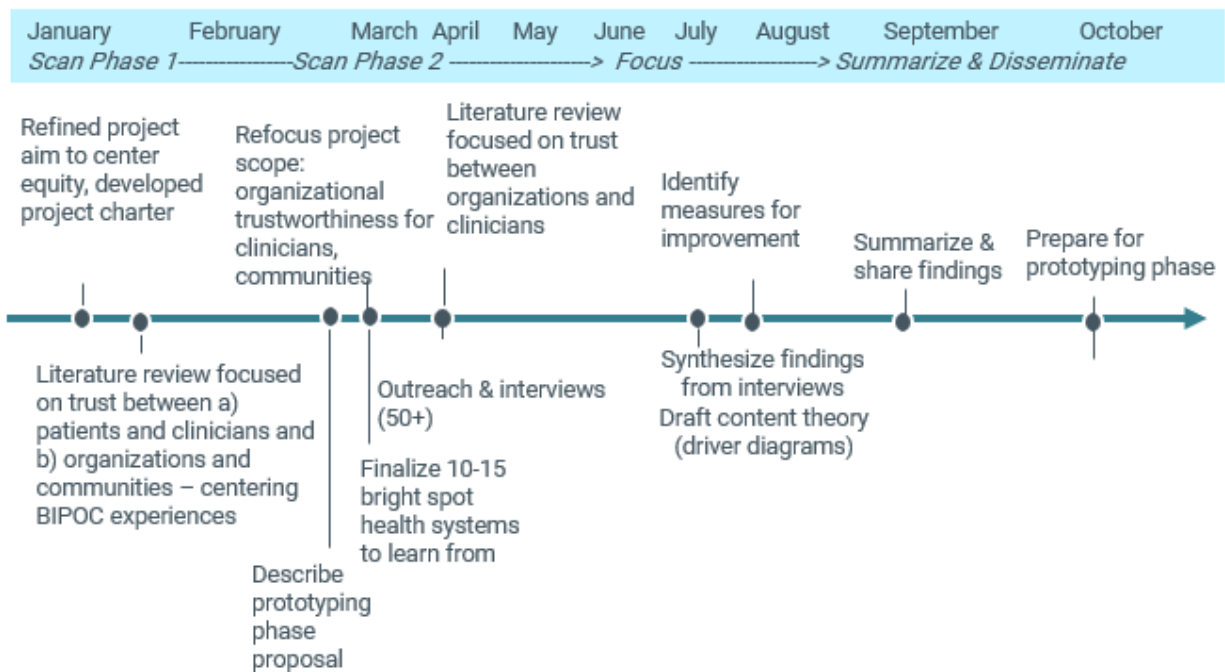 January February March April May June July August September October
Scan Phase 1-----------------Scan Phase 2 --------------------> Focus ------------------> Summarize & Disseminate
Refined project
aim to center
equity, developed
project charter
Refocus project
scope:
organizational
trustworthiness for
clinicians,
communities
Literature review
focused on trust
between
organizations and
clinicians
Identify
measures for
improvement
Summarize &
share findings
Prepare for
prototyping phase
Literature review focused
on trust between a)
patients and clinicians and
b) organizations and
communities – centering
BIPOC experiences
Describe
prototyping
phase
proposal
Outreach & interviews
(50+)
Finalize 10-15
bright spot
health systems
to learn from
Synthesize findings
from interviews
Draft content theory
(driver diagrams)